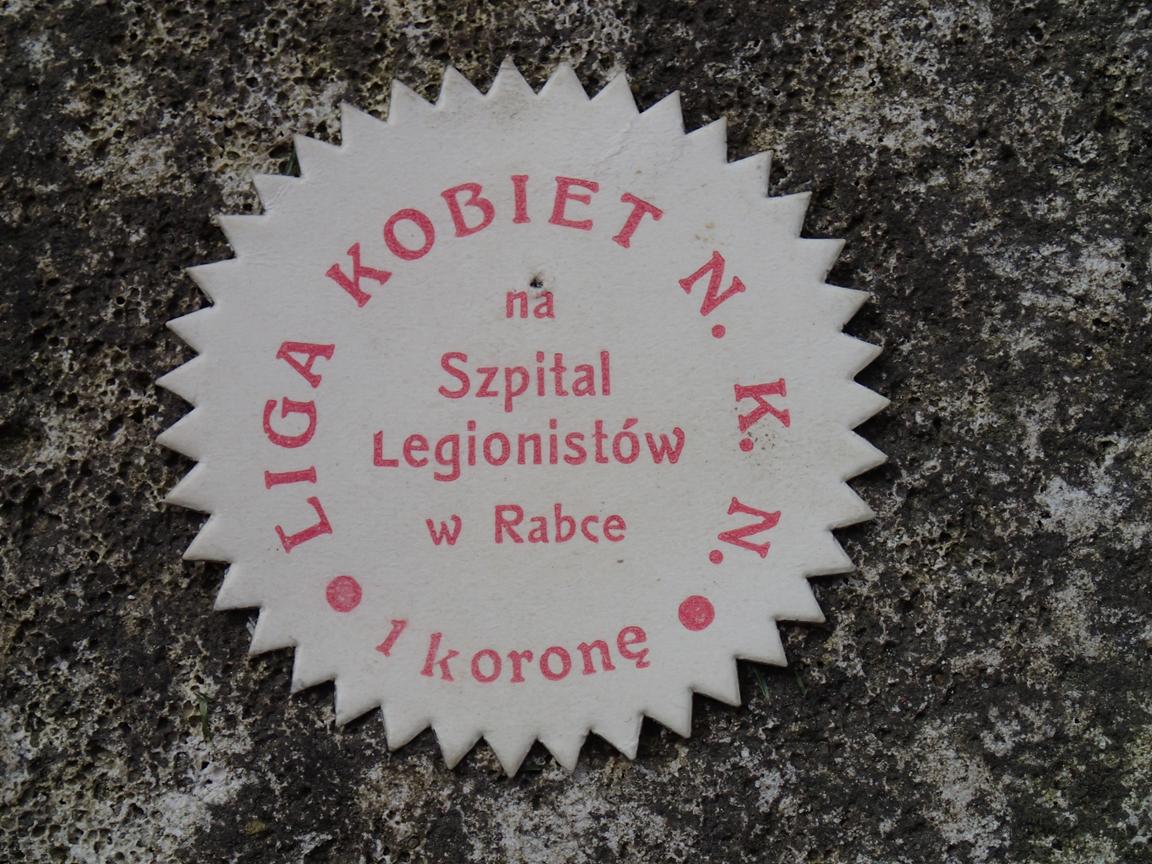 LIGA KOBIET N. K. N.
na
Szpital
Legionistów
w Rabce
1 koronę